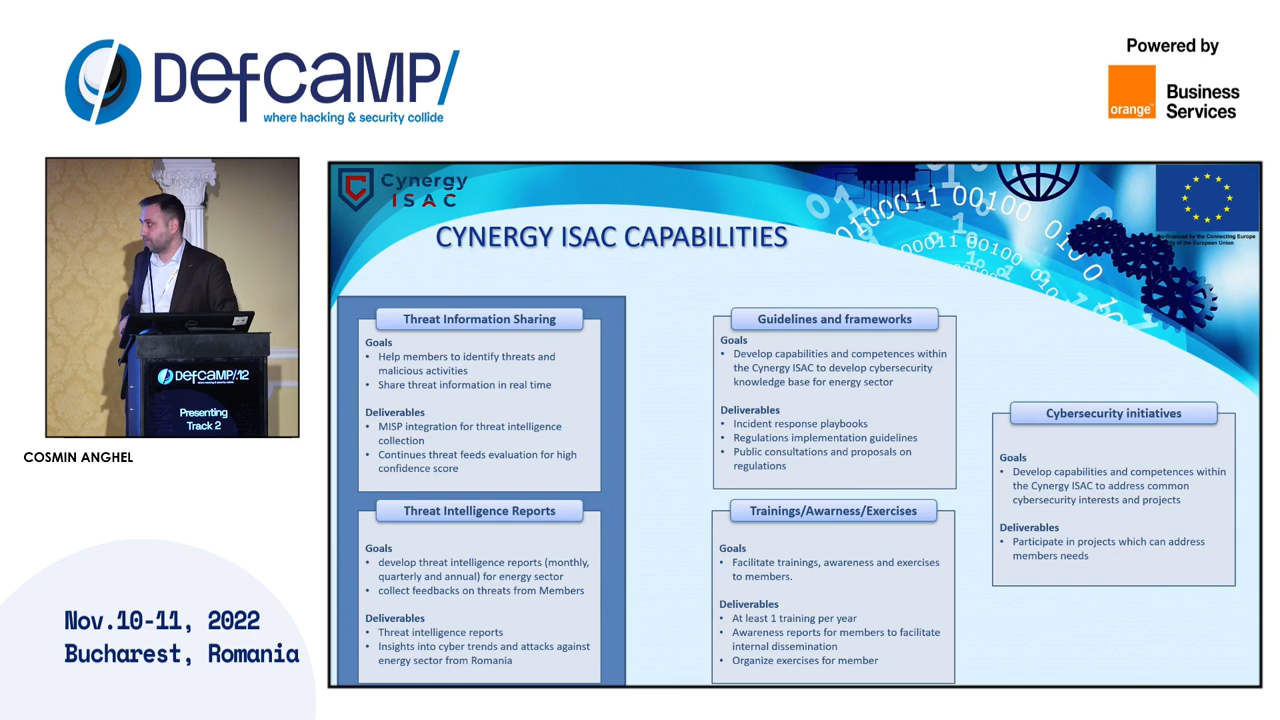 DefCamp/
where hacking & security collide
Powered by
orange
Business
Services
DefCamp/12
Presenting
Track 2
COSMIN ANGHEL
Nov.10-11, 2022
Bucharest, Romania
Cynergy
ISAC
CYNERGY ISAC CAPABILITIES
Threat Information Sharing
Goals
• Help members to identify threats and
malicious activities
• Share threat information in real time
Deliverables
• MISP integration for threat intelligence
collection
• Continues threat feeds evaluation for high
confidence score
Threat Intelligence Reports
Goals
• develop threat intelligence reports (monthly,
quarterly and annual) for energy sector
• collect feedbacks on threats from Members
Deliverables
• Threat intelligence reports
• Insights into cyber trends and attacks against
energy sector from Romania
Guidelines and frameworks
Goals
• Develop capabilities and competences within
the Cynergy ISAC to develop cybersecurity
knowledge base for energy sector
Deliverables
• Incident response playbooks
• Regulations implementation guidelines
• Public consultations and proposals on
regulations
Trainings/Awarness/Exercises
Goals
• Facilitate trainings, awareness and exercises
to members.
Deliverables
• At least 1 training per year
• Awareness reports for members to facilitate
internal dissemination
• Organize exercises for member
Cybersecurity initiatives
Goals
• Develop capabilities and competences within
the Cynergy ISAC to address common
cybersecurity interests and projects
Deliverables
• Participate in projects which can address
members needs
financed by the Connecting Europe
of the European Union